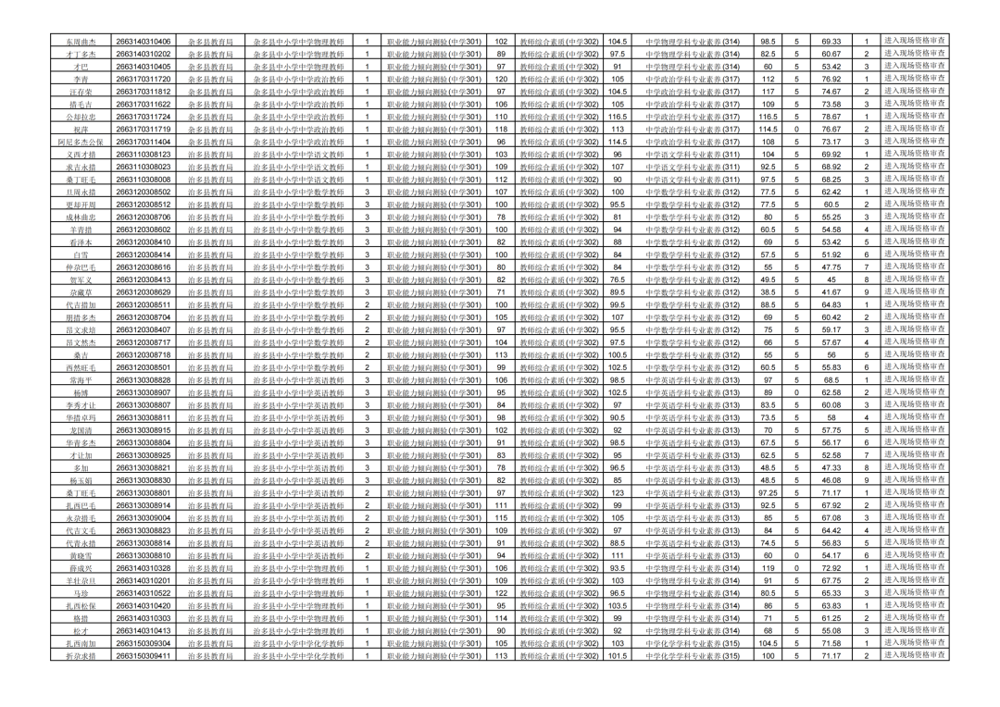 东周曲杰 2663140310406 杂多县教育局 杂多县中小学中学物理教师 1 职业能力倾向测验(中学301) 102 教师综合素质(中学302) 104.5 中学物理学科专业素养(314) 98.5 5 69.33 1 进入现场资格审查
才丁多杰 2663140310202 杂多县教育局 杂多县中小学中学物理教师 1 职业能力倾向测验(中学301) 89 教师综合素质(中学302) 97.5 中学物理学科专业素养(314) 82.5 5 60.67 2 进入现场资格审查
才巴 2663140310405 杂多县教育局 杂多县中小学中学物理教师 1 职业能力倾向测验(中学301) 97 教师综合素质(中学302) 91 中学物理学科专业素养(314) 60 5 53.42 3 进入现场资格审查
李青 2663170311720 杂多县教育局 杂多县中小学中学政治教师 1 职业能力倾向测验(中学301) 120 教师综合素质(中学302) 105 中学政治学科专业素养(317) 112 5 76.92 1 进入现场资格审查
汪存荣 2663170311812 杂多县教育局 杂多县中小学中学政治教师 1 职业能力倾向测验(中学301) 97 教师综合素质(中学302) 104.5 中学政治学科专业素养(317) 117 5 74.67 2 进入现场资格审查
措毛吉 2663170311622 杂多县教育局 杂多县中小学中学政治教师 1 职业能力倾向测验(中学301) 106 教师综合素质(中学302) 105 中学政治学科专业素养(317) 109 5 73.58 3 进入现场资格审查
公却拉忠 2663170311724 杂多县教育局 杂多县中小学中学政治教师 1 职业能力倾向测验(中学301) 110 教师综合素质(中学302) 116.5 中学政治学科专业素养(317) 116.5 5 78.67 1 进入现场资格审查
祝萍 2663170311719 杂多县教育局 杂多县中小学中学政治教师 1 职业能力倾向测验(中学301) 118 教师综合素质(中学302) 113 中学政治学科专业素养(317) 114.5 0 76.67 2 进入现场资格审查
阿尼多杰公保 2663170311404 杂多县教育局 杂多县中小学中学政治教师 1 职业能力倾向测验(中学301) 96 教师综合素质(中学302) 114.5 中学政治学科专业素养(317) 108 5 73.17 3 进入现场资格审查
义西才措 2663110308123 治多县教育局 治多县中小学中学语文教师 1 职业能力倾向测验(中学301) 103 教师综合素质(中学302) 96 中学语文学科专业素养(311) 104 5 69.92 1 进入现场资格审查
求吉永措 2663110308023 治多县教育局 治多县中小学中学语文教师 1 职业能力倾向测验(中学301) 109 教师综合素质(中学302) 107 中学语文学科专业素养(311) 92.5 5 68.92 2 进入现场资格审查
桑丁旺毛 2663110308008 治多县教育局 治多县中小学中学语文教师 1 职业能力倾向测验(中学301) 112 教师综合素质(中学302) 90 中学语文学科专业素养(311) 97.5 5 68.25 3 进入现场资格审查
旦周永措 2663120308502 治多县教育局 治多县中小学中学数学教师 3 职业能力倾向测验(中学301) 107 教师综合素质(中学302) 100 中学数学学科专业素养(312) 77.5 5 62.42 1 进入现场资格审查
更却开周 2663120308512 治多县教育局 治多县中小学中学数学教师 3 职业能力倾向测验(中学301) 100 教师综合素质(中学302) 95.5 中学数学学科专业素养(312) 77.5 5 60.5 2 进入现场资格审查
成林曲忠 2663120308706 治多县教育局 治多县中小学中学数学教师 3 职业能力倾向测验(中学301) 78 教师综合素质(中学302) 81 中学数学学科专业素养(312) 80 5 55.25 3 进入现场资格审查
羊青措 2663120308602 治多县教育局 治多县中小学中学数学教师 3 职业能力倾向测验(中学301) 100 教师综合素质(中学302) 94 中学数学学科专业素养(312) 60.5 5 54.58 4 进入现场资格审查
看泽本 2663120308410 治多县教育局 治多县中小学中学数学教师 3 职业能力倾向测验(中学301) 82 教师综合素质(中学302) 88 中学数学学科专业素养(312) 69 5 53.42 5 进入现场资格审查
白雪 2663120308414 治多县教育局 治多县中小学中学数学教师 3 职业能力倾向测验(中学301) 100 教师综合素质(中学302) 84 中学数学学科专业素养(312) 57.5 5 51.92 6 进入现场资格审查
仲尕巴毛 2663120308616 治多县教育局 治多县中小学中学数学教师 3 职业能力倾向测验(中学301) 80 教师综合素质(中学302) 84 中学数学学科专业素养(312) 55 5 47.75 7 进入现场资格审查
贺军义 2663120308413 治多县教育局 治多县中小学中学数学教师 3 职业能力倾向测验(中学301) 82 教师综合素质(中学302) 76.5 中学数学学科专业素养(312) 49.5 5 45 8 进入现场资格审查
尕藏草 2663120308629 治多县教育局 治多县中小学中学数学教师 3 职业能力倾向测验(中学301) 71 教师综合素质(中学302) 89.5 中学数学学科专业素养(312) 38.5 5 41.67 9 进入现场资格审查
代吉措加 2663120308511 治多县教育局 治多县中小学中学数学教师 2 职业能力倾向测验(中学301) 100 教师综合素质(中学302) 99.5 中学数学学科专业素养(312) 88.5 5 64.83 1 进入现场资格审查
朋措多杰 2663120308704 治多县教育局 治多县中小学中学数学教师 2 职业能力倾向测验(中学301) 105 教师综合素质(中学302) 107 中学数学学科专业素养(312) 69 5 60.42 2 进入现场资格审查
昂文求培 2663120308407 治多县教育局 治多县中小学中学数学教师 2 职业能力倾向测验(中学301) 97 教师综合素质(中学302) 95.5 中学数学学科专业素养(312) 75 5 59.17 3 进入现场资格审查
昂文然杰 2663120308717 治多县教育局 治多县中小学中学数学教师 2 职业能力倾向测验(中学301) 104 教师综合素质(中学302) 97.5 中学数学学科专业素养(312) 66 5 57.67 4 进入现场资格审查
桑吉 2663120308718 治多县教育局 治多县中小学中学数学教师 2 职业能力倾向测验(中学301) 113 教师综合素质(中学302) 100.5 中学数学学科专业素养(312) 55 5 56 5 进入现场资格审查
西然旺毛 2663120308501 治多县教育局 治多县中小学中学数学教师 2 职业能力倾向测验(中学301) 99 教师综合素质(中学302) 102.5 中学数学学科专业素养(312) 60.5 5 55.83 6 进入现场资格审查
常海平 2663130308828 治多县教育局 治多县中小学中学英语教师 3 职业能力倾向测验(中学301) 106 教师综合素质(中学302) 98.5 中学英语学科专业素养(313) 97 5 68.5 1 进入现场资格审查
杨博 2663130308907 治多县教育局 治多县中小学中学英语教师 3 职业能力倾向测验(中学301) 95 教师综合素质(中学302) 102.5 中学英语学科专业素养(313) 89 0 62.58 2 进入现场资格审查
李秀才让 2663130308807 治多县教育局 治多县中小学中学英语教师 3 职业能力倾向测验(中学301) 84 教师综合素质(中学302) 97 中学英语学科专业素养(313) 83.5 5 60.08 3 进入现场资格审查
华措卓玛 2663130308811 治多县教育局 治多县中小学中学英语教师 3 职业能力倾向测验(中学301) 98 教师综合素质(中学302) 90.5 中学英语学科专业素养(313) 73.5 5 58 4 进入现场资格审查
龙国清 2663130308915 治多县教育局 治多县中小学中学英语教师 3 职业能力倾向测验(中学301) 102 教师综合素质(中学302) 92 中学英语学科专业素养(313) 70 5 57.75 5 进入现场资格审查
华青多杰 2663130308804 治多县教育局 治多县中小学中学英语教师 3 职业能力倾向测验(中学301) 91 教师综合素质(中学302) 98.5 中学英语学科专业素养(313) 67.5 5 56.17 6 进入现场资格审查
才让加 2663130308925 治多县教育局 治多县中小学中学英语教师 3 职业能力倾向测验(中学301) 83 教师综合素质(中学302) 95 中学英语学科专业素养(313) 62.5 5 52.58 7 进入现场资格审查
多加 2663130308821 治多县教育局 治多县中小学中学英语教师 3 职业能力倾向测验(中学301) 78 教师综合素质(中学302) 96.5 中学英语学科专业素养(313) 48.5 5 47.33 8 进入现场资格审查
杨玉娟 2663130308830 治多县教育局 治多县中小学中学英语教师 3 职业能力倾向测验(中学301) 82 教师综合素质(中学302) 85 中学英语学科专业素养(313) 48.5 5 46.08 9 进入现场资格审查
桑丁旺毛 2663130308801 治多县教育局 治多县中小学中学英语教师 2 职业能力倾向测验(中学301) 97 教师综合素质(中学302) 123 中学英语学科专业素养(313) 97.25 5 71.17 1 进入现场资格审查
扎西巴毛 2663130308914 治多县教育局 治多县中小学中学英语教师 2 职业能力倾向测验(中学301) 111 教师综合素质(中学302) 99 中学英语学科专业素养(313) 92.5 5 67.92 2 进入现场资格审查
永尕措毛 2663130309004 治多县教育局 治多县中小学中学英语教师 2 职业能力倾向测验(中学301) 115 教师综合素质(中学302) 105 中学英语学科专业素养(313) 85 5 67.08 3 进入现场资格审查
代吉文毛 2663130308823 治多县教育局 治多县中小学中学英语教师 2 职业能力倾向测验(中学301) 109 教师综合素质(中学302) 97 中学英语学科专业素养(313) 84 5 64.42 4 进入现场资格审查
代青永措 2663130308814 治多县教育局 治多县中小学中学英语教师 2 职业能力倾向测验(中学301) 91 教师综合素质(中学302) 88.5 中学英语学科专业素养(313) 74.5 5 56.83 5 进入现场资格审查
黄晓雪 2663130308810 治多县教育局 治多县中小学中学英语教师 2 职业能力倾向测验(中学301) 94 教师综合素质(中学302) 111 中学英语学科专业素养(313) 60 0 54.17 6 进入现场资格审查
薛成兴 2663140310328 治多县教育局 治多县中小学中学物理教师 1 职业能力倾向测验(中学301) 106 教师综合素质(中学302) 93.5 中学物理学科专业素养(314) 119 0 72.92 1 进入现场资格审查
羊社尕旦 2663140310201 治多县教育局 治多县中小学中学物理教师 1 职业能力倾向测验(中学301) 109 教师综合素质(中学302) 103 中学物理学科专业素养(314) 91 5 67.75 2 进入现场资格审查
马珍 2663140310522 治多县教育局 治多县中小学中学物理教师 1 职业能力倾向测验(中学301) 122 教师综合素质(中学302) 96.5 中学物理学科专业素养(314) 80.5 5 65.33 3 进入现场资格审查
扎西松保 2663140310420 治多县教育局 治多县中小学中学物理教师 1 职业能力倾向测验(中学301) 95 教师综合素质(中学302) 103.5 中学物理学科专业素养(314) 86 5 63.83 1 进入现场资格审查
格措 2663140310303 治多县教育局 治多县中小学中学物理教师 1 职业能力倾向测验(中学301) 114 教师综合素质(中学302) 99 中学物理学科专业素养(314) 71 5 61.25 2 进入现场资格审查
松才 2663140310413 治多县教育局 治多县中小学中学物理教师 1 职业能力倾向测验(中学301) 90 教师综合素质(中学302) 92 中学物理学科专业素养(314) 68 5 55.08 3 进入现场资格审查
扎西南加 2663150309304 治多县教育局 治多县中小学中学化学教师 1 职业能力倾向测验(中学301) 105 教师综合素质(中学302) 103 中学化学学科专业素养(315) 104.5 5 71.58 1 进入现场资格审查
折尕求措 2663150309411 治多县教育局 治多县中小学中学化学教师 1 职业能力倾向测验(中学301) 113 教师综合素质(中学302) 101.5 中学化学学科专业素养(315) 100 5 71.17 2 进入现场资格审查